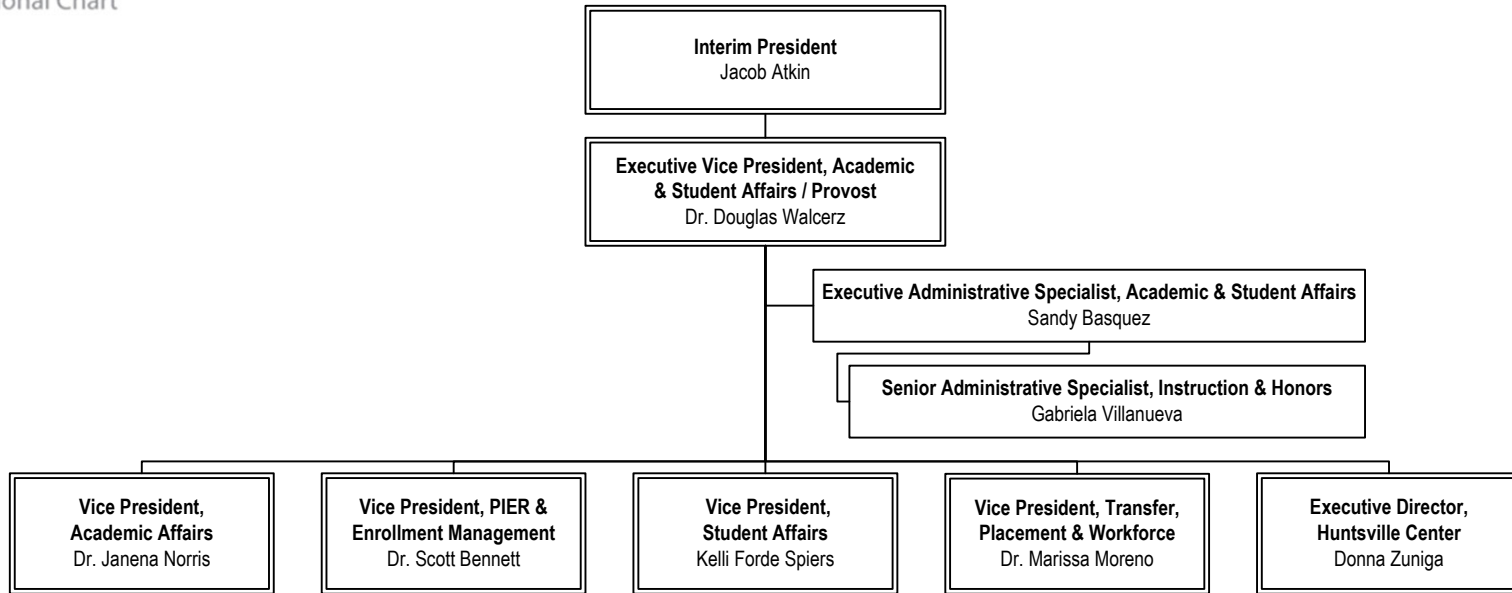 Chart
Interim President
Jacob Atkin
Executive Vice President, Academic
& Student Affairs / Provost
Dr. Douglas Walcerz
Executive Administrative Specialist, Academic & Student Affairs
Sandy Basquez
Senior Administrative Specialist, Instruction & Honors
Gabriela Villanueva
Vice President,
Academic Affairs
Dr. Janena Norris
Vice President, PIER &
Enrollment Management
Dr. Scott Bennett
Vice President,
Student Affairs
Kelli Forde Spiers
Vice President, Transfer,
Placement & Workforce
Dr. Marissa Moreno
Executive Director,
Huntsville Center
Donna Zuniga